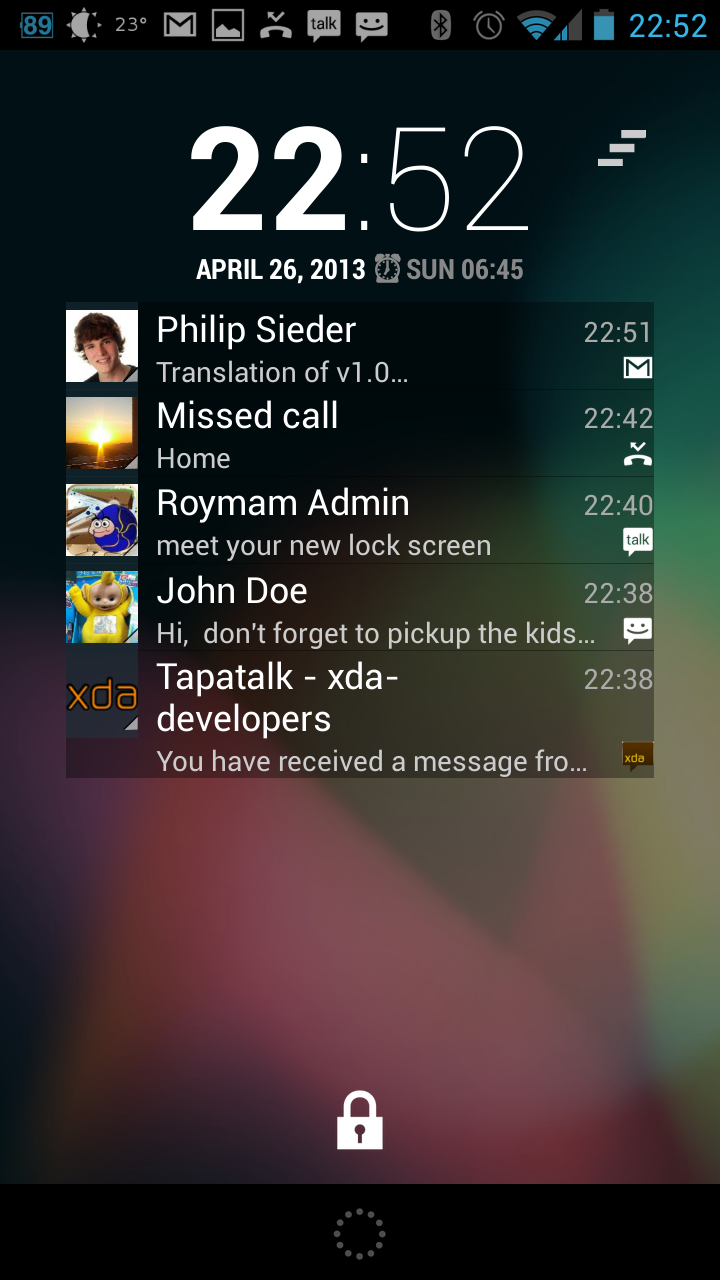 89 23° talk 22:52
22:52
APRIL 26, 2013 SUN 06:45
Philip Sieder 22:51
Translation of v1.0...
Missed call 22:42
Home
Roymam Admin 22:40
meet your new lock screen talk
John Doe 22:38
Hi,  don't forget to pickup the kids...
xda Tapatalk - xda- 22:38
developers
You have received a message fro... xda